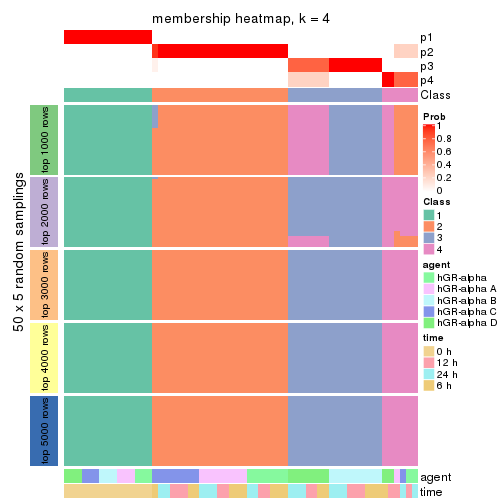 membership heatmap, k = 4
p1
p2
p3
p4
Class
50 x 5 random samplings
top 1000 rows
top 2000 rows
top 3000 rows
top 4000 rows
top 5000 rows
Prob
1
0.8
0.6
0.4
0.2
0
Class
1
2
3
4
agent
hGR-alpha
hGR-alpha A
hGR-alpha B
hGR-alpha C
hGR-alpha D
time
0 h
12 h
24 h
6 h
agent
time